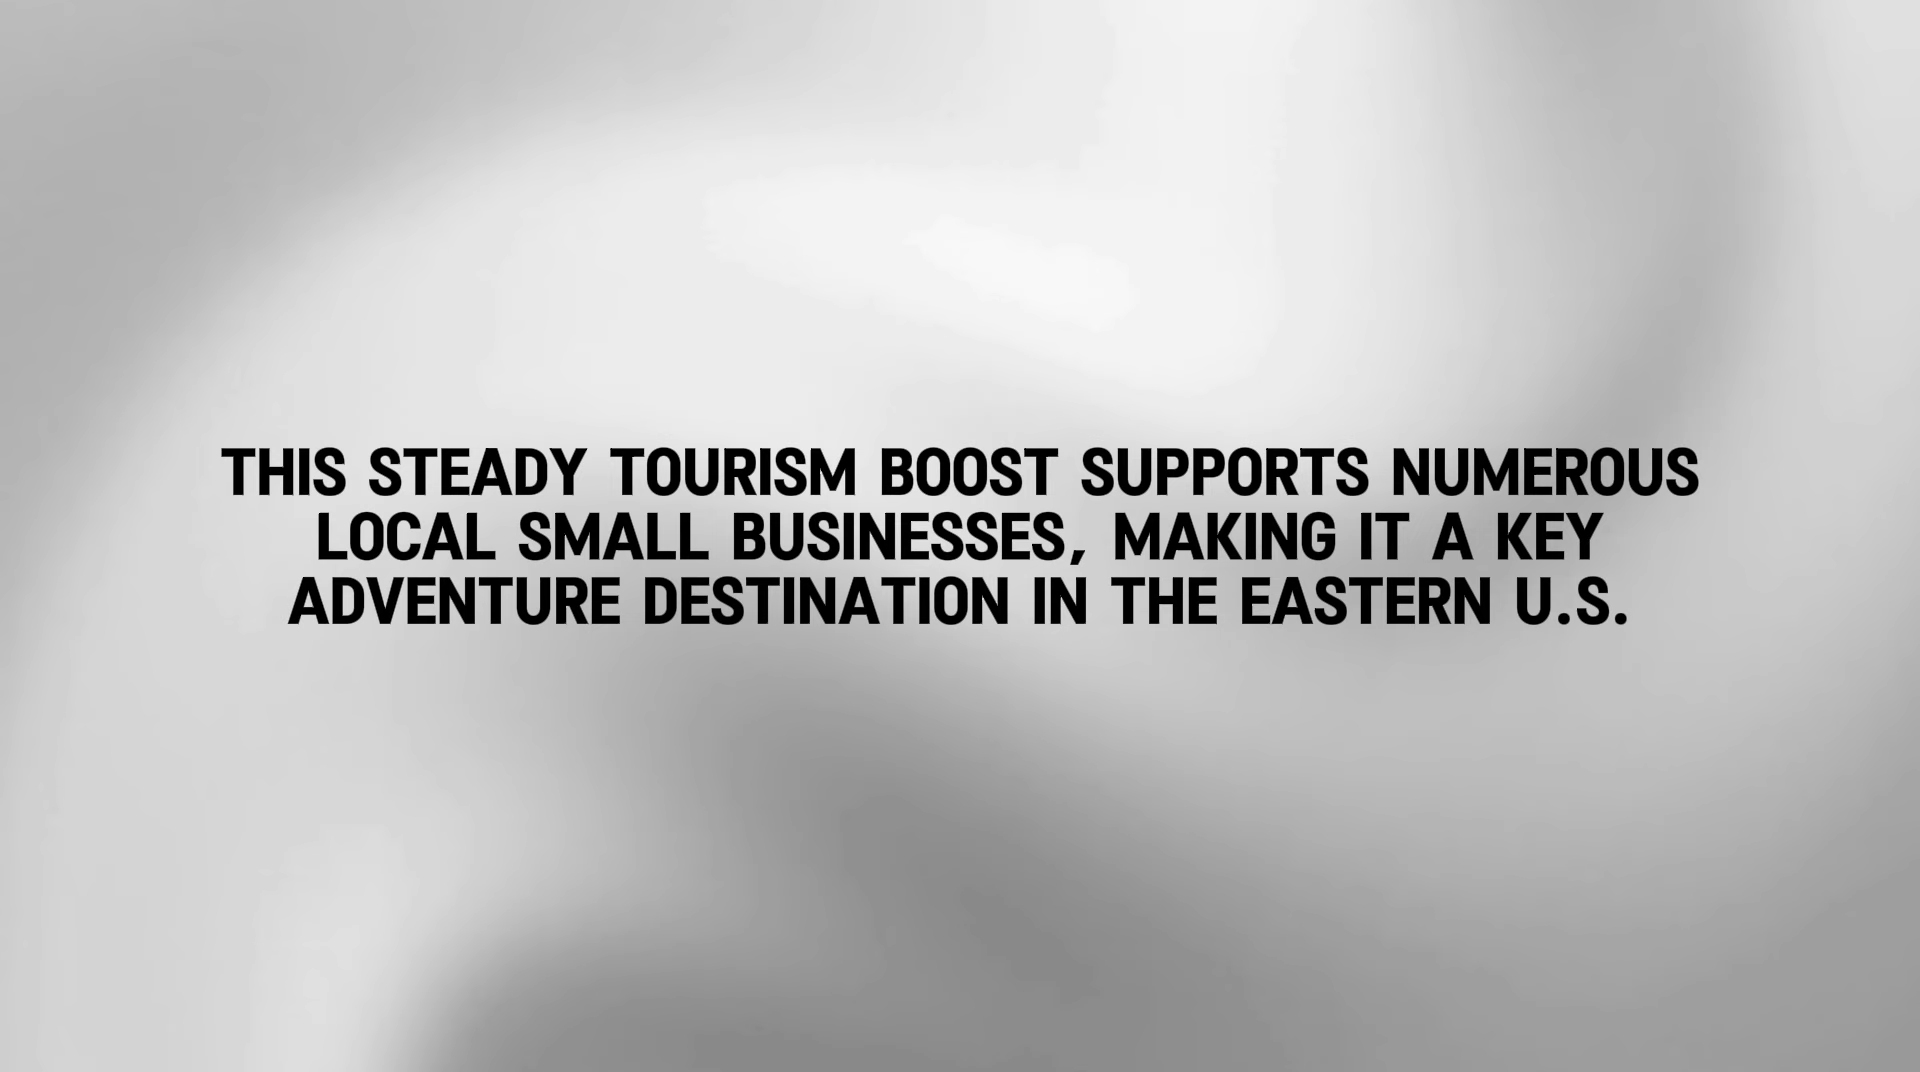 THIS STEADY TOURISM BOOST SUPPORTS NUMEROUS
LOCAL SMALL BUSINESSES, MAKING IT A KEY
ADVENTURE DESTINATION IN THE EASTERN U.S.